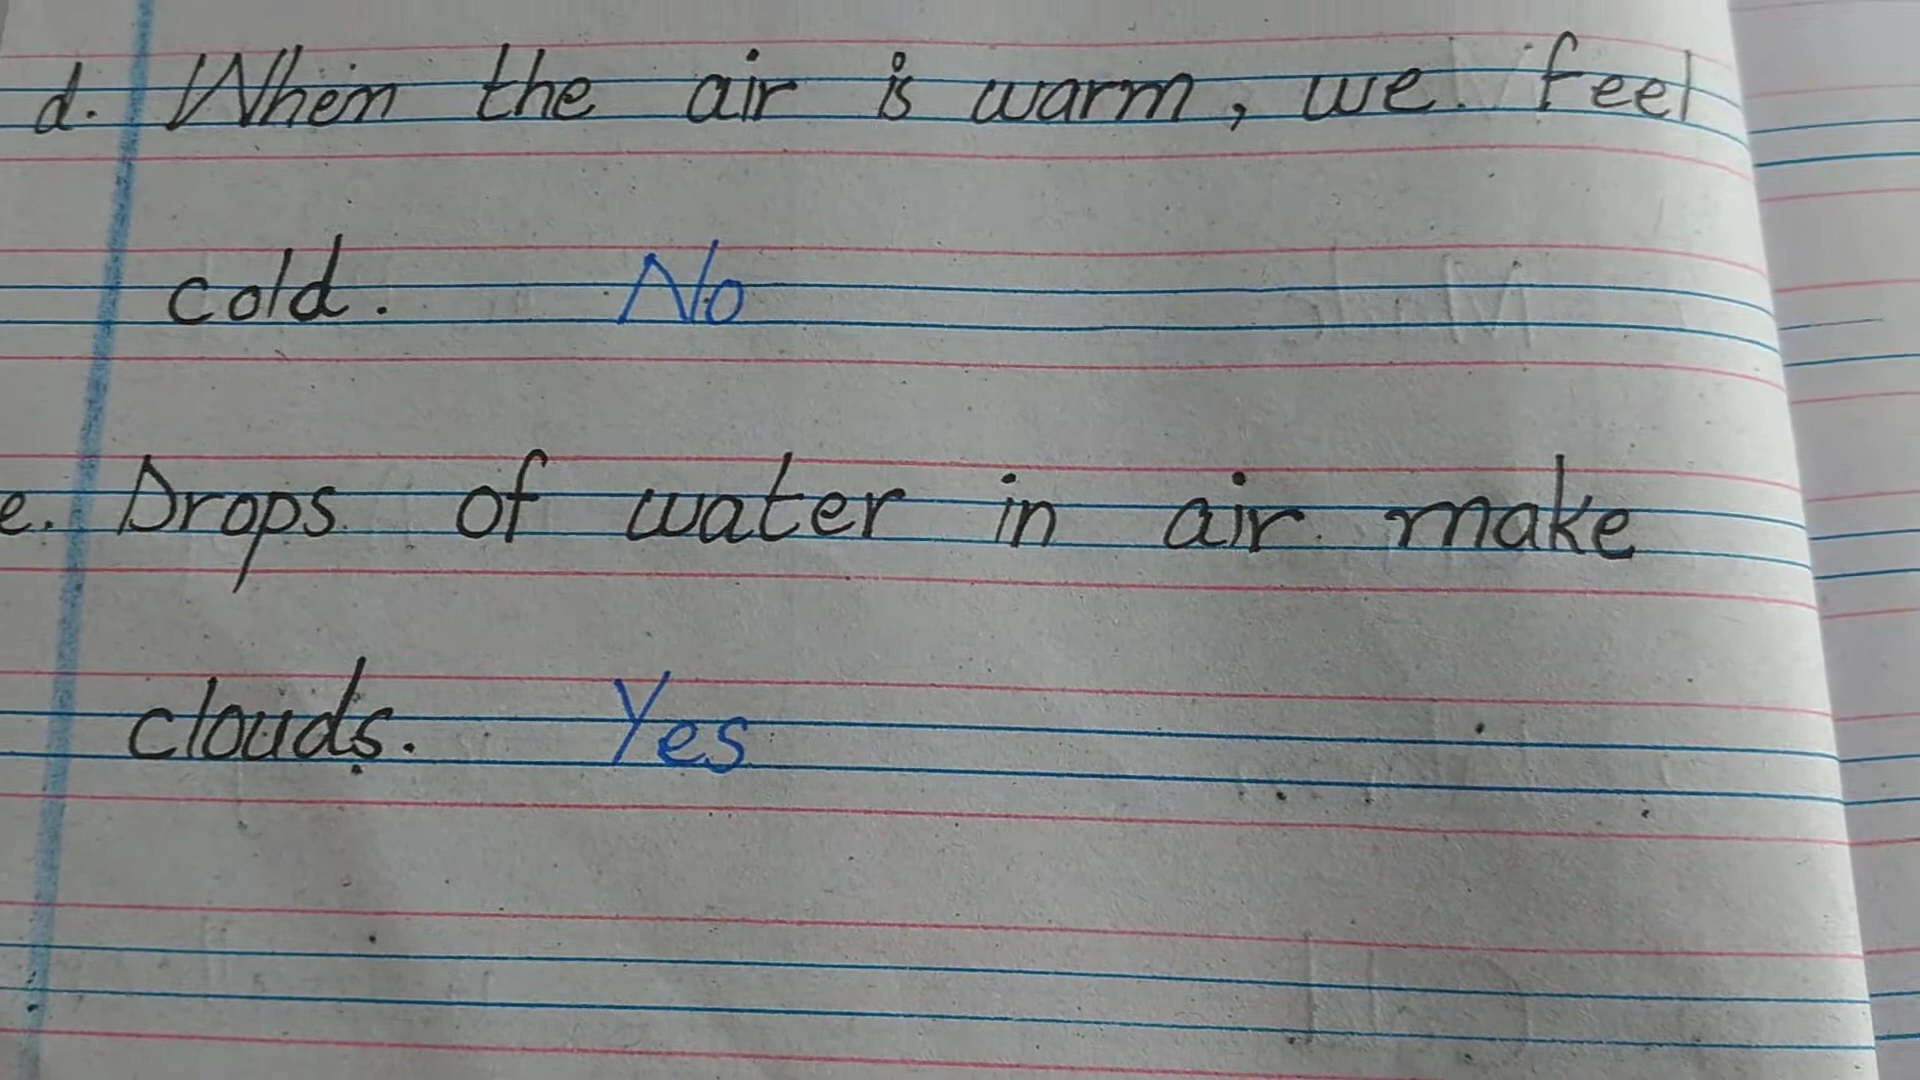 d. When the air is warm, we feel
cold. No
e. Drops of water in air make
clouds. Yes